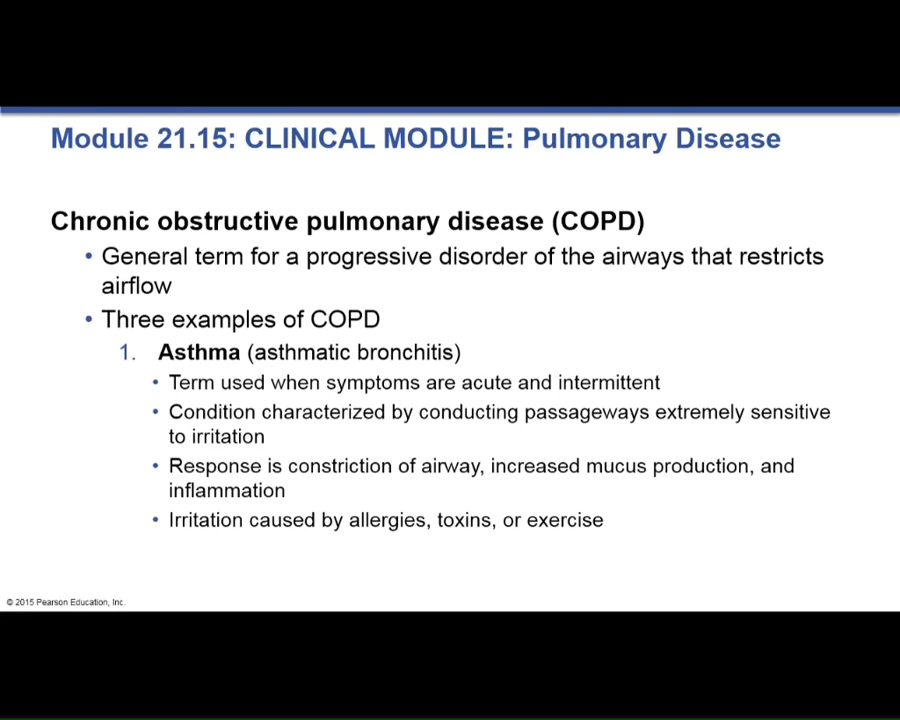 Module 21.15: CLINICAL MODULE: Pulmonary Disease
Chronic obstructive pulmonary disease (COPD)
• General term for a progressive disorder of the airways that restricts
airflow
• Three examples of COPD
1. Asthma (asthmatic bronchitis)
• Term used when symptoms are acute and intermittent
• Condition characterized by conducting passageways extremely sensitive
to irritation
• Response is constriction of airway, increased mucus production, and
inflammation
• Irritation caused by allergies, toxins, or exercise
© 2015 Pearson Education, Inc.